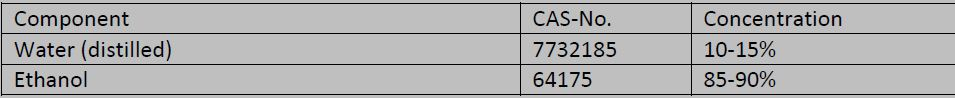 Component CAS-No. Concentration
Water (distilled) 7732185 10-15%
Ethanol 64175 85-90%